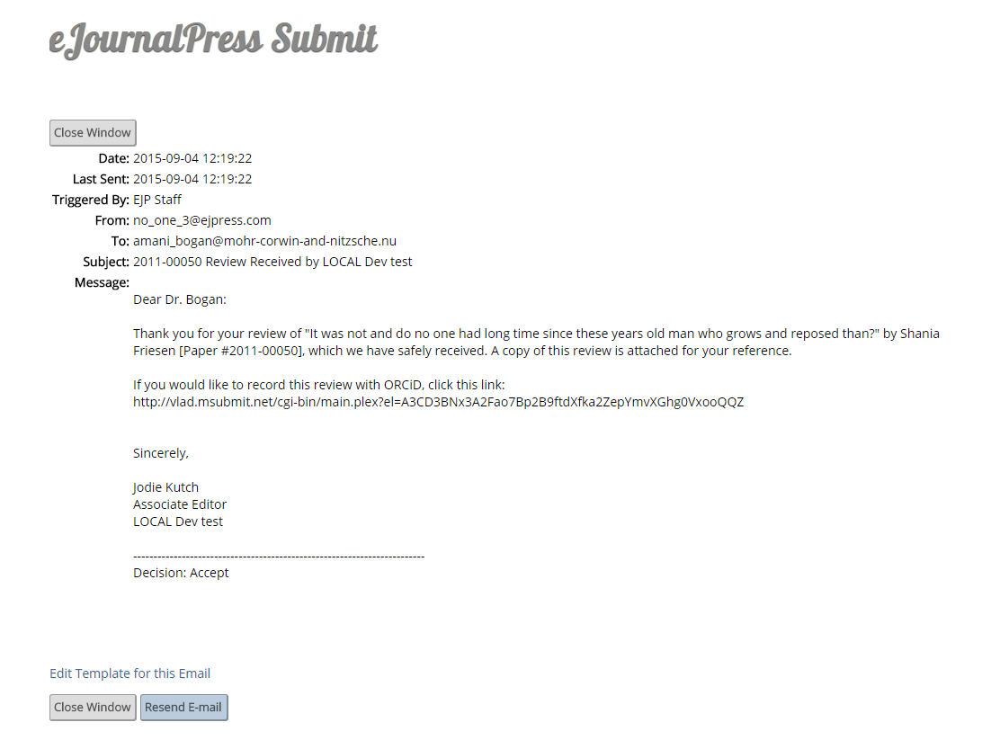 eJournalPress Submit
Close Window
Date: 2015-09-04 12:19:22
Last Sent: 2015-09-04 12:19:22
Triggered By: EJP Staff
From: no_one_3@ejpress.com
To: amani_bogan@mohr-corwin-and-nitzsche.nu
Subject: 2011-00050 Review Received by LOCAL Dev test
Message:
Dear Dr. Bogan:
Thank you for your review of "It was not and do no one had long time since these years old man who grows and reposed than?" by Shania
Friesen [Paper #2011-00050], which we have safely received. A copy of this review is attached for your reference.
If you would like to record this review with ORCiD, click this link:
http://vlad.msubmit.net/cgi-bin/main.plex?el=A3CD3BNx3A2Fao7Bp2B9ftdXfka2ZepYmvXGhg0VxooQQZ
Sincerely,
Jodie Kutch
Associate Editor
LOCAL Dev test
------------------------------------------------------------------------
Decision: Accept
Edit Template for this Email
Close Window Resend E-mail